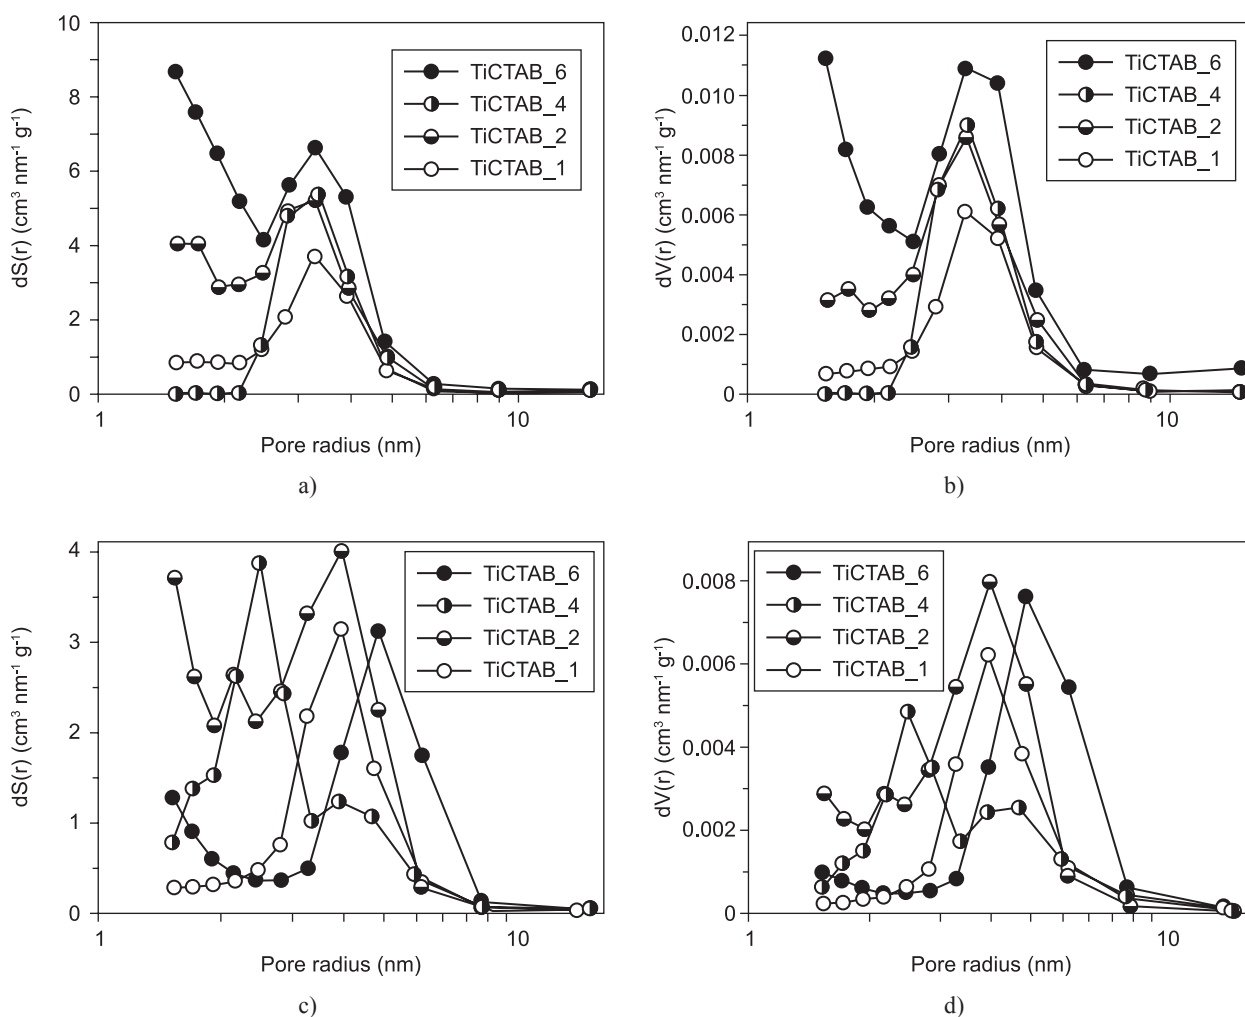 10
8
6
4
2
0
dS(r) (cm³ nm⁻¹ g⁻¹)
TiCTAB_6
TiCTAB_4
TiCTAB_2
TiCTAB_1
1
10
Pore radius (nm)
a)
0.012
0.010
0.008
0.006
0.004
0.002
0
dV(r) (cm³ nm⁻¹ g⁻¹)
TiCTAB_6
TiCTAB_4
TiCTAB_2
TiCTAB_1
1
10
Pore radius (nm)
b)
4
3
2
1
0
dS(r) (cm³ nm⁻¹ g⁻¹)
TiCTAB_6
TiCTAB_4
TiCTAB_2
TiCTAB_1
1
10
Pore radius (nm)
c)
0.008
0.006
0.004
0.002
0
dV(r) (cm³ nm⁻¹ g⁻¹)
TiCTAB_6
TiCTAB_4
TiCTAB_2
TiCTAB_1
1
10
Pore radius (nm)
d)